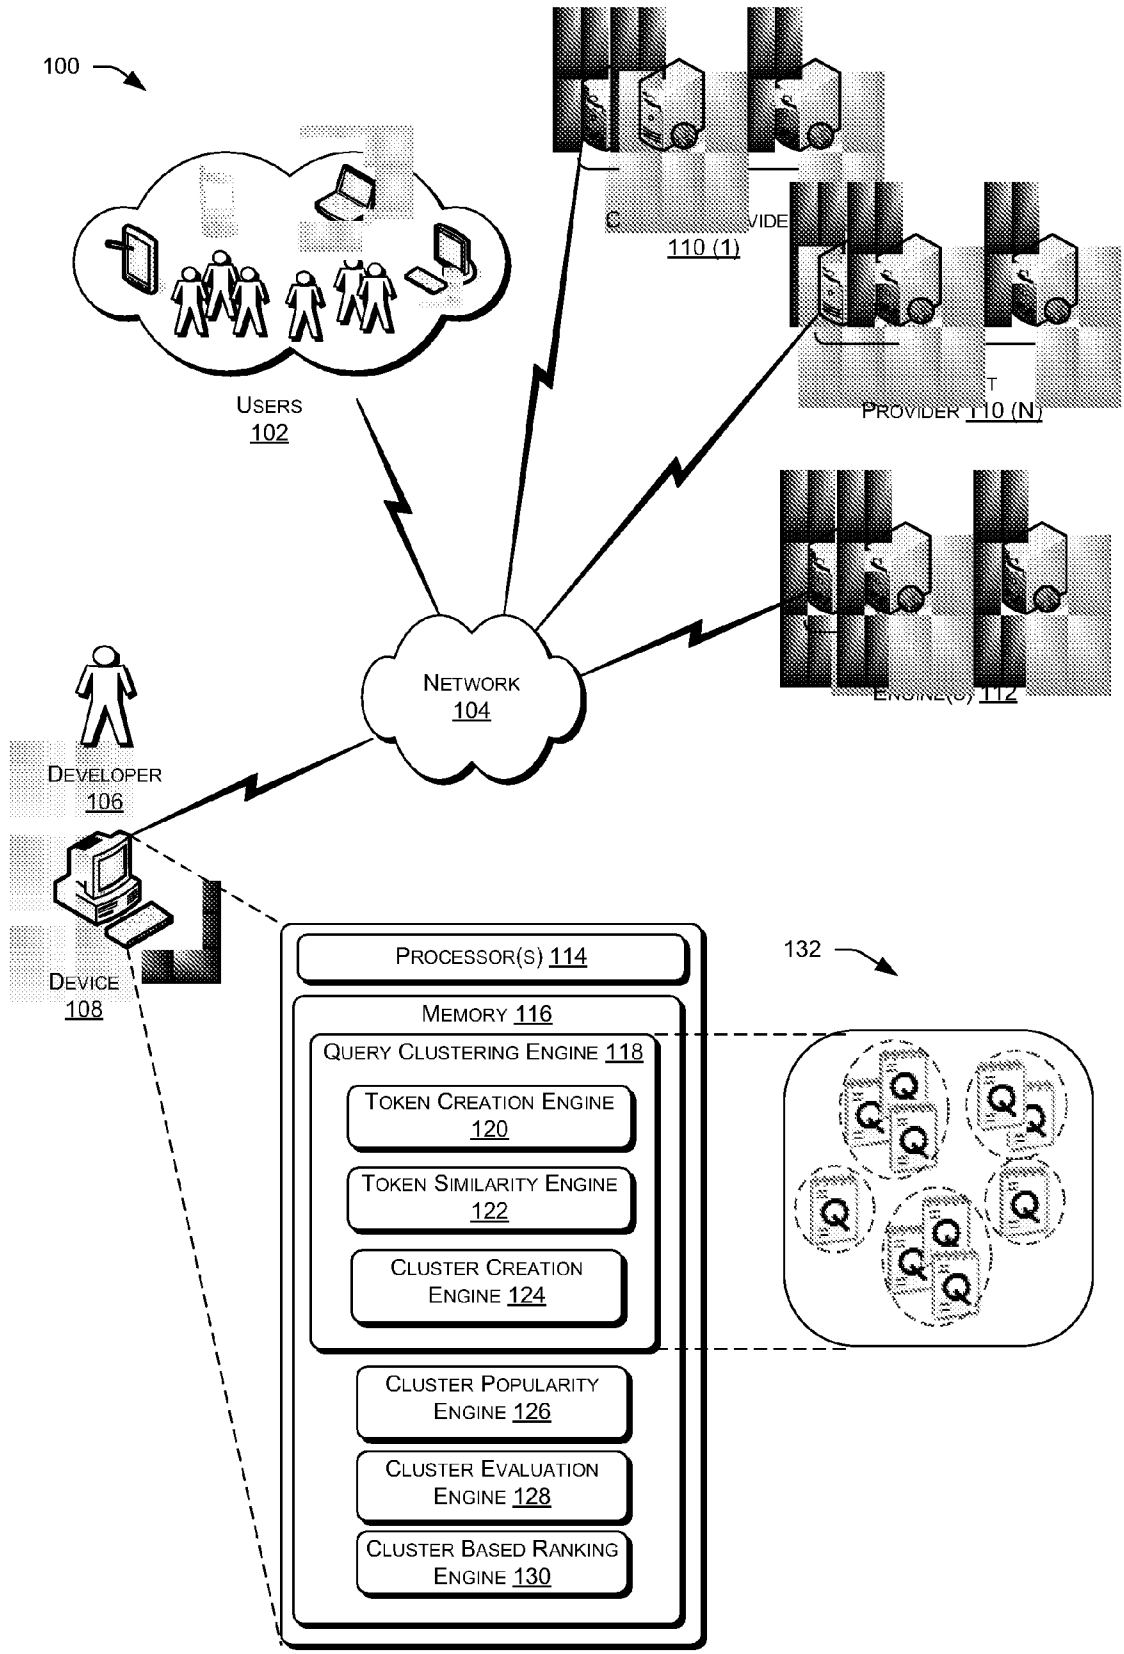 100
110 (1)
PROVIDER 110 (N)
USERS
102
112
NETWORK
104
DEVELOPER
106
DEVICE
108
PROCESSOR(S) 114
132
MEMORY 116
QUERY CLUSTERING ENGINE 118
TOKEN CREATION ENGINE
120
TOKEN SIMILARITY ENGINE
122
CLUSTER CREATION
ENGINE 124
CLUSTER POPULARITY
ENGINE 126
CLUSTER EVALUATION
ENGINE 128
CLUSTER BASED RANKING
ENGINE 130
Q
Q
Q
Q
Q
Q
Q
Q
Q
Q